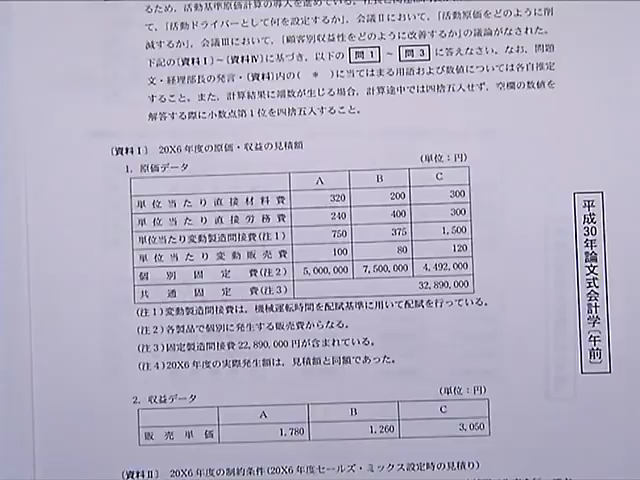 るため，活動基準原価計算の導入を進めている。
て，「活動ドライバーとして何を設定するか」，会議Ⅱにおいて，「活動原価をどのように削
減するか」，会議Ⅲにおいて，「顧客別収益性をどのように改善するか」の議論がなされた。
下記の〔資料Ⅰ〕～〔資料Ⅳ〕に基づき，以下の 問1 ～ 問3 に答えなさい。なお，問題
文・経理部長の発言・〔資料〕内の（ * ）に当てはまる用語および数値については各自推定
すること。また，計算結果に端数が生じる場合，計算途中では四捨五入せず，空欄の数値を
解答する際に小数点第1位を四捨五入すること。
〔資料Ⅰ〕 20X6年度の原価・収益の見積額
1．原価データ （単位：円）
A B C
単位当たり直接材料費 320 200 300
単位当たり直接労務費 240 400 300
単位当たり変動製造間接費(注1) 750 375 1,500
単位当たり変動販売費 100 80 120
個別固定費(注2) 5,000,000 7,500,000 4,492,000
共通固定費(注3) 32,890,000
(注1)変動製造間接費は，機械運転時間を配賦基準に用いて配賦を行っている。
(注2)各製品で個別に発生する販売費からなる。
(注3)固定製造間接費22,890,000円が含まれている。
(注4)20X6年度の実際発生額は，見積額と同額であった。
2．収益データ （単位：円）
A B C
販売単価 1,780 1,260 3,050
〔資料Ⅱ〕 20X6年度の制約条件(20X6年度セールズ・ミックス設定時の見積り)
平成30年論文式会計学〔午前〕